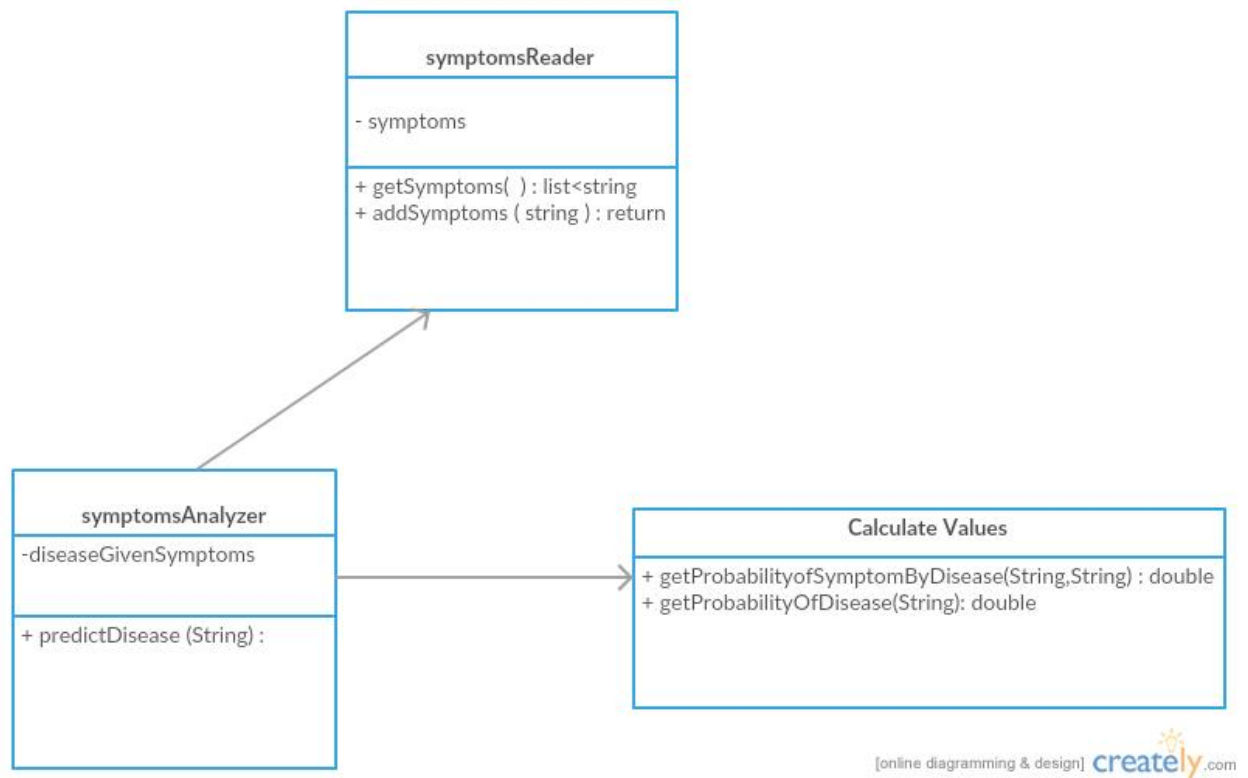 symptomsReader
- symptoms
+ getSymptoms(  ) : list<string
+ addSymptoms ( string ) : return
symptomsAnalyzer
-diseaseGivenSymptoms
+ predictDisease (String) :
Calculate Values
+ getProbabilityofSymptomByDisease(String,String) : double
+ getProbabilityOfDisease(String): double
[online diagramming & design] creately.com